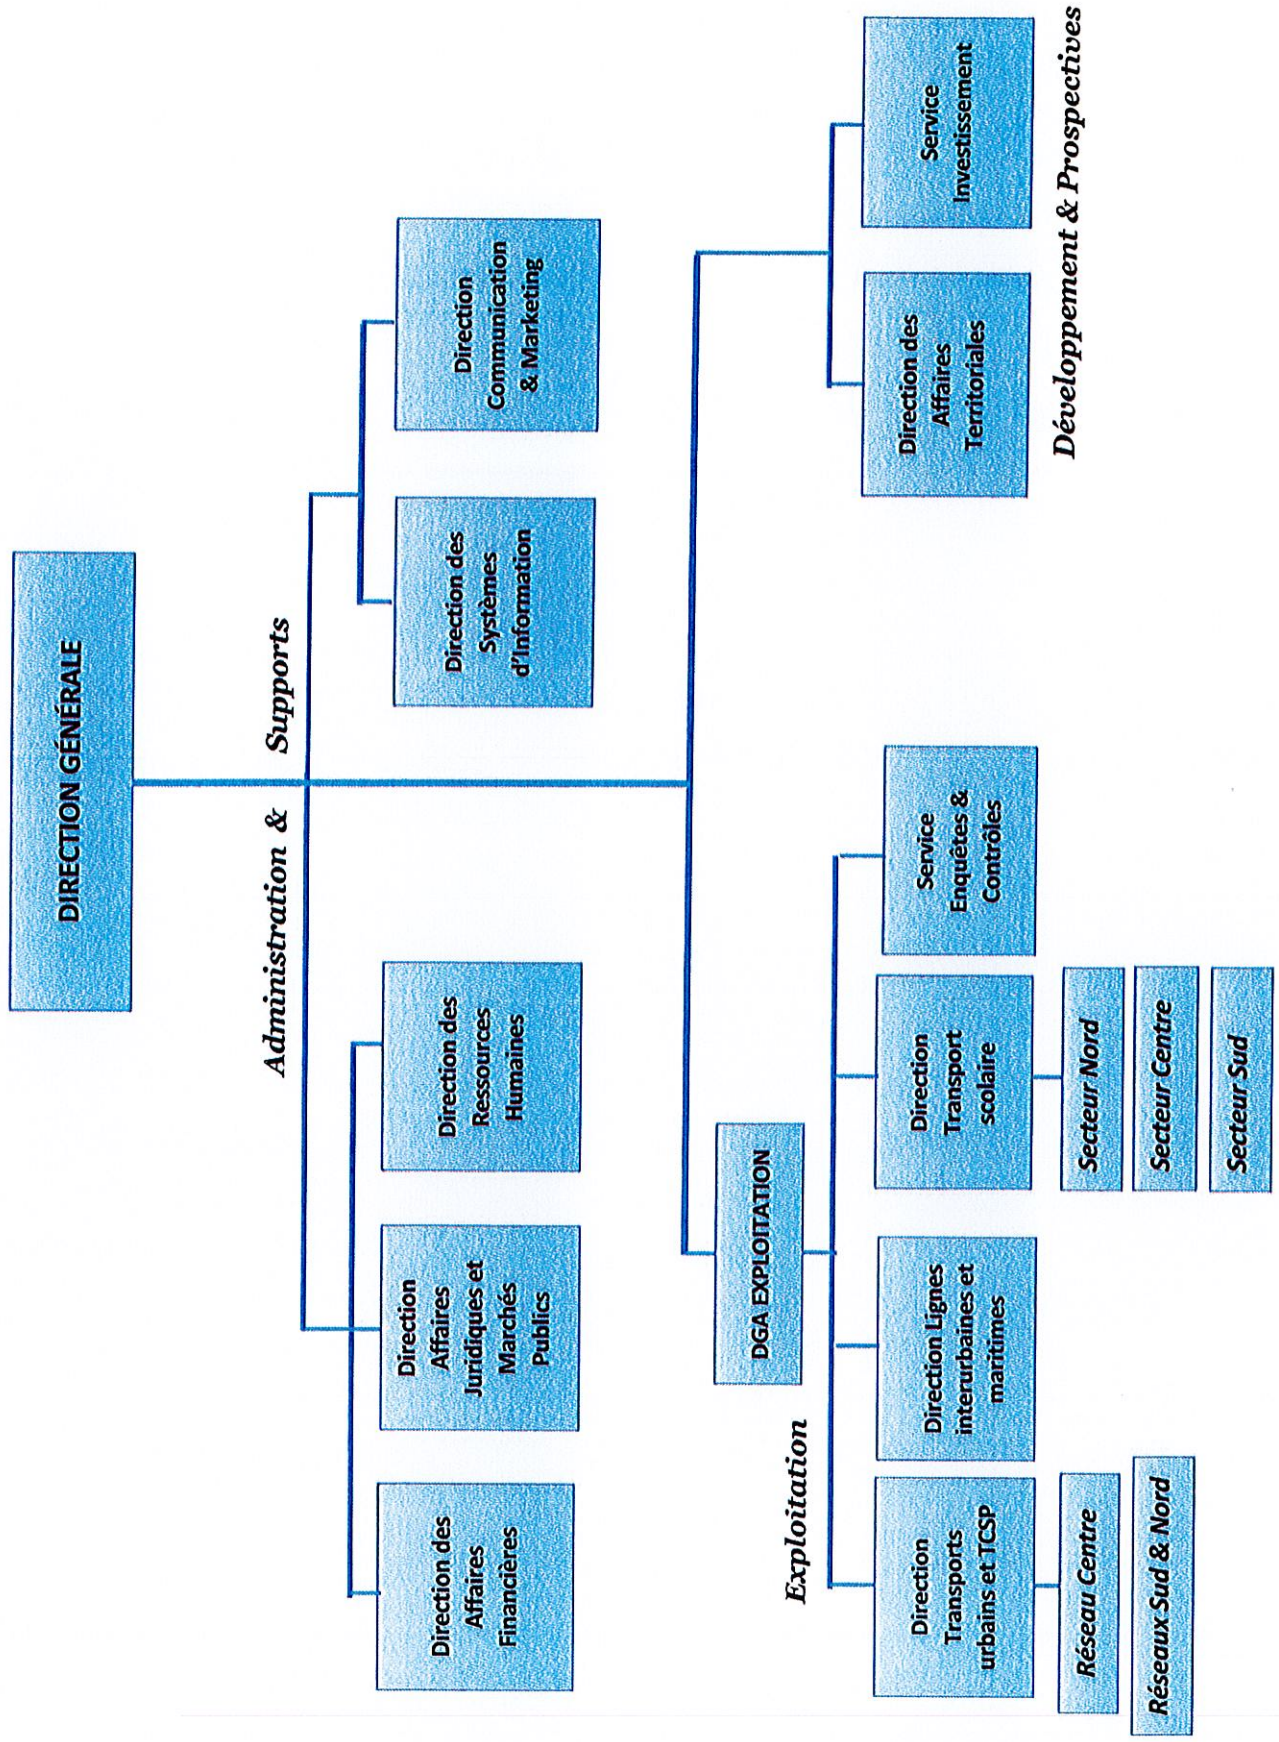 DIRECTION GÉNÉRALE
Administration & Supports
Direction des
Affaires
Financières
Direction
Affaires
Juridiques et
Marchés
Publics
Direction des
Ressources
Humaines
Direction des
Systèmes
d'Information
Direction
Communication
& Marketing
Exploitation
DGA EXPLOITATION
Direction
Transports
urbains et TCSP
Réseau Centre
Réseaux Sud & Nord
Direction Lignes
interurbaines et
maritimes
Direction
Transport
scolaire
Secteur Nord
Secteur Centre
Secteur Sud
Service
Enquêtes &
Contrôles
Direction des
Affaires
Territoriales
Service
Investissement
Développement & Prospectives